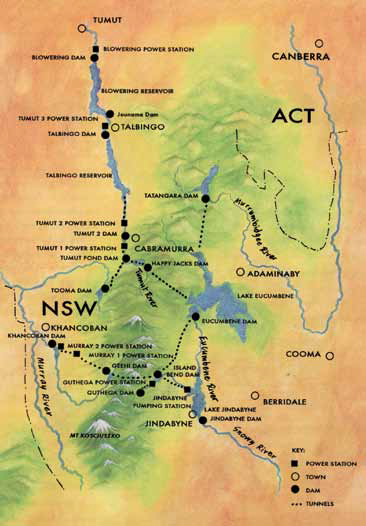 TUMUT
BLOWERING POWER STATION
BLOWERING DAM
CANBERRA
BLOWERING RESERVOIR
Jounama Dam
ACT
TUMUT 3 POWER STATION
TALBINGO
TALBINGO DAM
TALBINGO RESERVOIR
TATANGARA DAM
Murrumbidgee River
TUMUT 2 POWER STATION
TUMUT 2 DAM
CABRAMURRA
TUMUT 1 POWER STATION
TUMUT POND DAM
HAPPY JACKS DAM
ADAMINABY
Tumut River
TOOMA DAM
LAKE EUCUMBENE
NSW
EUCUMBENE DAM
KHANCOBAN
KHANCOBAN DAM
MURRAY 2 POWER STATION
MURRAY 1 POWER STATION
Eucumbene River
COOMA
GEEHI DAM
ISLAND
BEND DAM
Murray River
GUTHEGA POWER STATION
GUTHEGA DAM
JINDABYNE
PUMPING STATION
BERRIDALE
LAKE JINDABYNE
JINDABYNE
JINDABYNE DAM
MT KOSCIUSZKO
Snowy River
KEY:
POWER STATION
TOWN
DAM
TUNNELS